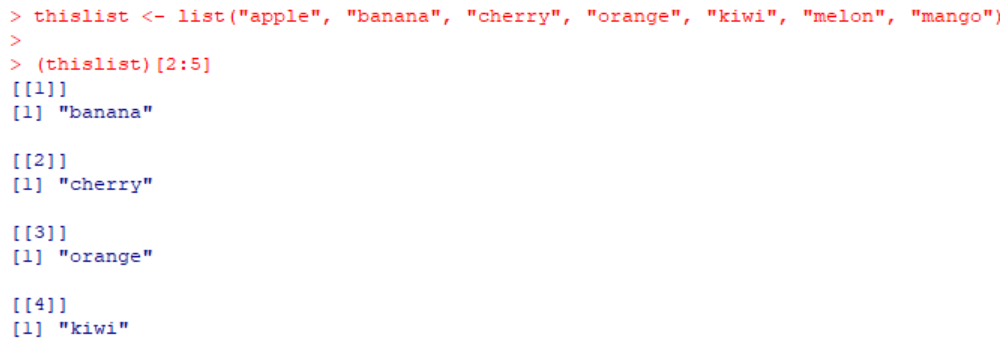 > thislist <- list("apple", "banana", "cherry", "orange", "kiwi", "melon", "mango")
>
> (thislist)[2:5]
[[1]]
[1] "banana"

[[2]]
[1] "cherry"

[[3]]
[1] "orange"

[[4]]
[1] "kiwi"